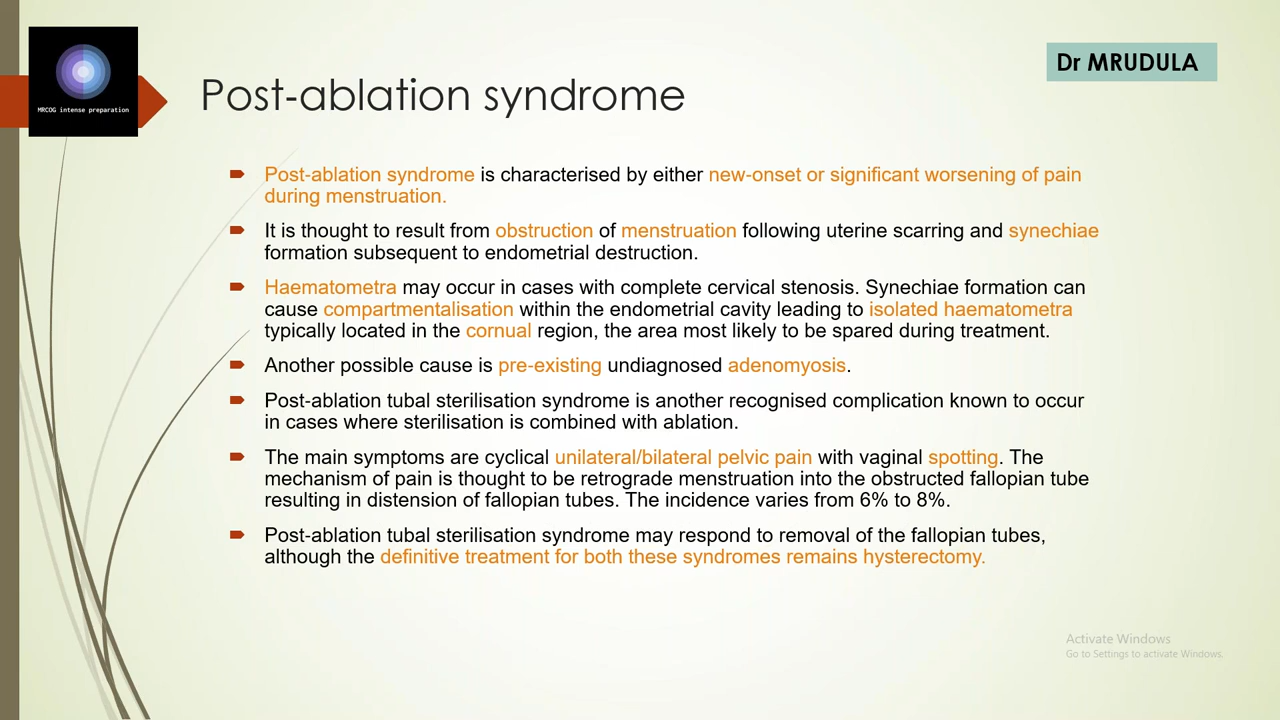 MRCOG intense preparation
Dr MRUDULA
Post-ablation syndrome
Post-ablation syndrome is characterised by either new-onset or significant worsening of pain
during menstruation.
It is thought to result from obstruction of menstruation following uterine scarring and synechiae
formation subsequent to endometrial destruction.
Haematometra may occur in cases with complete cervical stenosis. Synechiae formation can
cause compartmentalisation within the endometrial cavity leading to isolated haematometra
typically located in the cornual region, the area most likely to be spared during treatment.
Another possible cause is pre-existing undiagnosed adenomyosis.
Post-ablation tubal sterilisation syndrome is another recognised complication known to occur
in cases where sterilisation is combined with ablation.
The main symptoms are cyclical unilateral/bilateral pelvic pain with vaginal spotting. The
mechanism of pain is thought to be retrograde menstruation into the obstructed fallopian tube
resulting in distension of fallopian tubes. The incidence varies from 6% to 8%.
Post-ablation tubal sterilisation syndrome may respond to removal of the fallopian tubes,
although the definitive treatment for both these syndromes remains hysterectomy.
Activate Windows
Go to Settings to activate Windows.